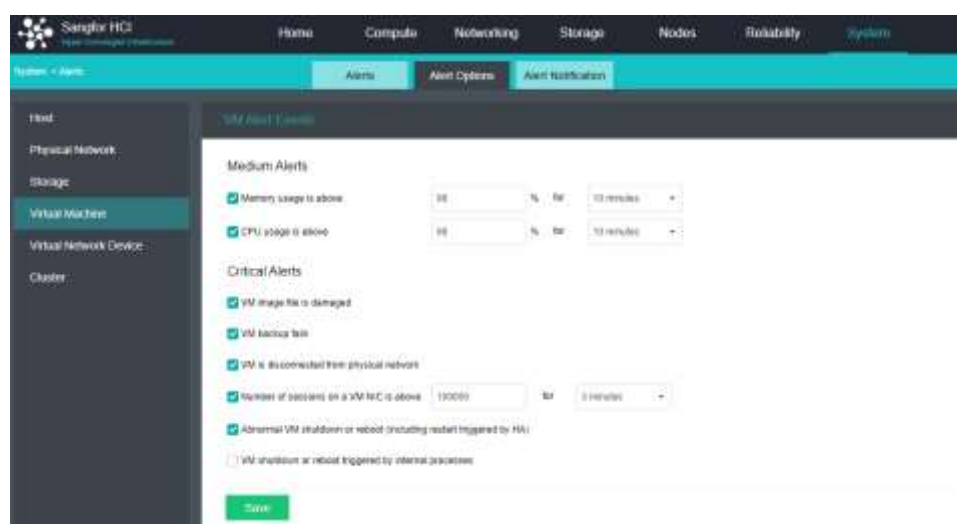 Sangfor HCI
Hyper-Converged Infrastructure
Home Compute Networking Storage Nodes Reliability System
System > Alerts
Alerts Alert Options Alert Notification
Host
Physical Network
Storage
Virtual Machine
Virtual Network Device
Cluster
VM Alert Events
Medium Alerts
Memory usage is above % for 10 minutes
CPU usage is above % for 10 minutes
Critical Alerts
VM image file is damaged
VM backup fails
VM is disconnected from physical network
Number of sessions on a VM NIC is above 100000 for minutes
Abnormal VM shutdown or reboot (including restart triggered by HA)
VM shutdown or reboot triggered by internal processes
Save